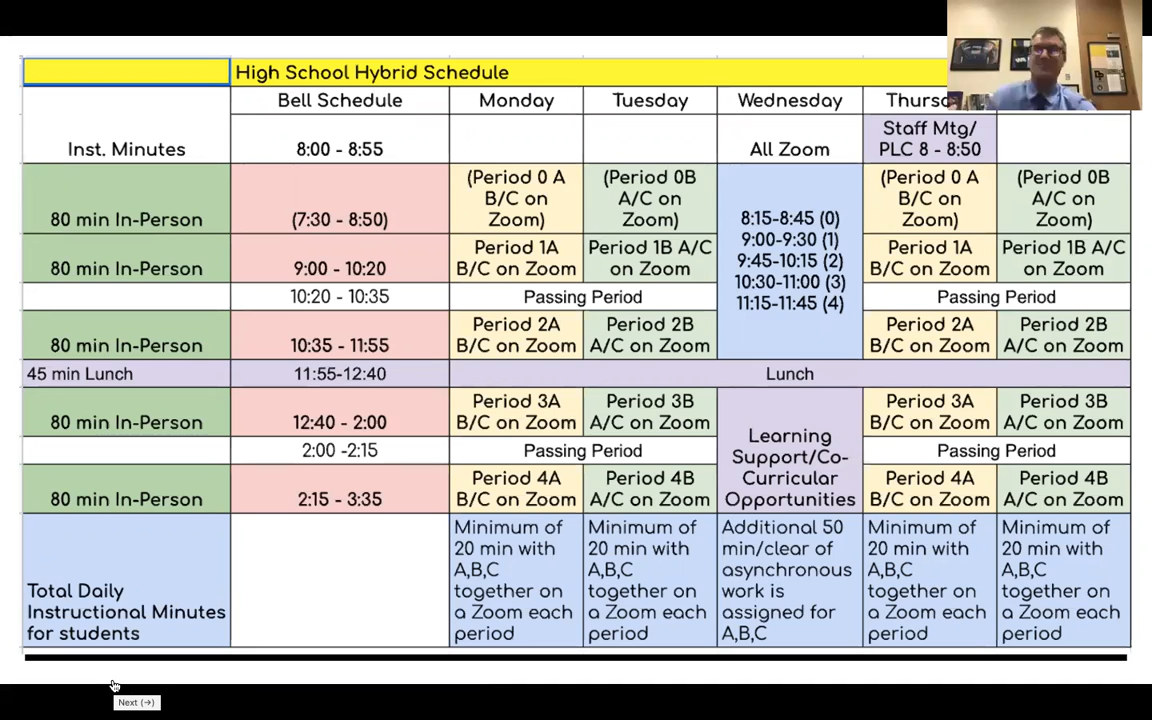 High School Hybrid Schedule
Bell Schedule Monday Tuesday Wednesday
Inst. Minutes 8:00 - 8:55 All Zoom Staff Mtg/
PLC 8 - 8:50
80 min In-Person (7:30 - 8:50)
(Period 0 A
B/C on
Zoom)
(Period 0B
A/C on
Zoom)
8:15-8:45 (0)
9:00-9:30 (1)
9:45-10:15 (2)
10:30-11:00 (3)
11:15-11:45 (4)
(Period 0 A
B/C on
Zoom)
(Period 0B
A/C on
Zoom)
80 min In-Person 9:00 - 10:20
Period 1A
B/C on Zoom
Period 1B A/C
on Zoom
Period 1A
B/C on Zoom
Period 1B A/C
on Zoom
10:20 - 10:35 Passing Period Passing Period
80 min In-Person 10:35 - 11:55
Period 2A
B/C on Zoom
Period 2B
A/C on Zoom
Period 2A
B/C on Zoom
Period 2B
A/C on Zoom
45 min Lunch 11:55-12:40 Lunch
80 min In-Person 12:40 - 2:00
Period 3A
B/C on Zoom
Period 3B
A/C on Zoom
Learning
Support/Co-
Curricular
Opportunities
Period 3A
B/C on Zoom
Period 3B
A/C on Zoom
2:00 -2:15 Passing Period Passing Period
80 min In-Person 2:15 - 3:35
Period 4A
B/C on Zoom
Period 4B
A/C on Zoom
Period 4A
B/C on Zoom
Period 4B
A/C on Zoom
Total Daily
Instructional Minutes
for students
Minimum of
20 min with
A,B,C
together on
a Zoom each
period
Minimum of
20 min with
A,B,C
together on
a Zoom each
period
Additional 50
min/clear of
asynchronous
work is
assigned for
A,B,C
Minimum of
20 min with
A,B,C
together on
a Zoom each
period
Minimum of
20 min with
A,B,C
together on
a Zoom each
period
Next (→)